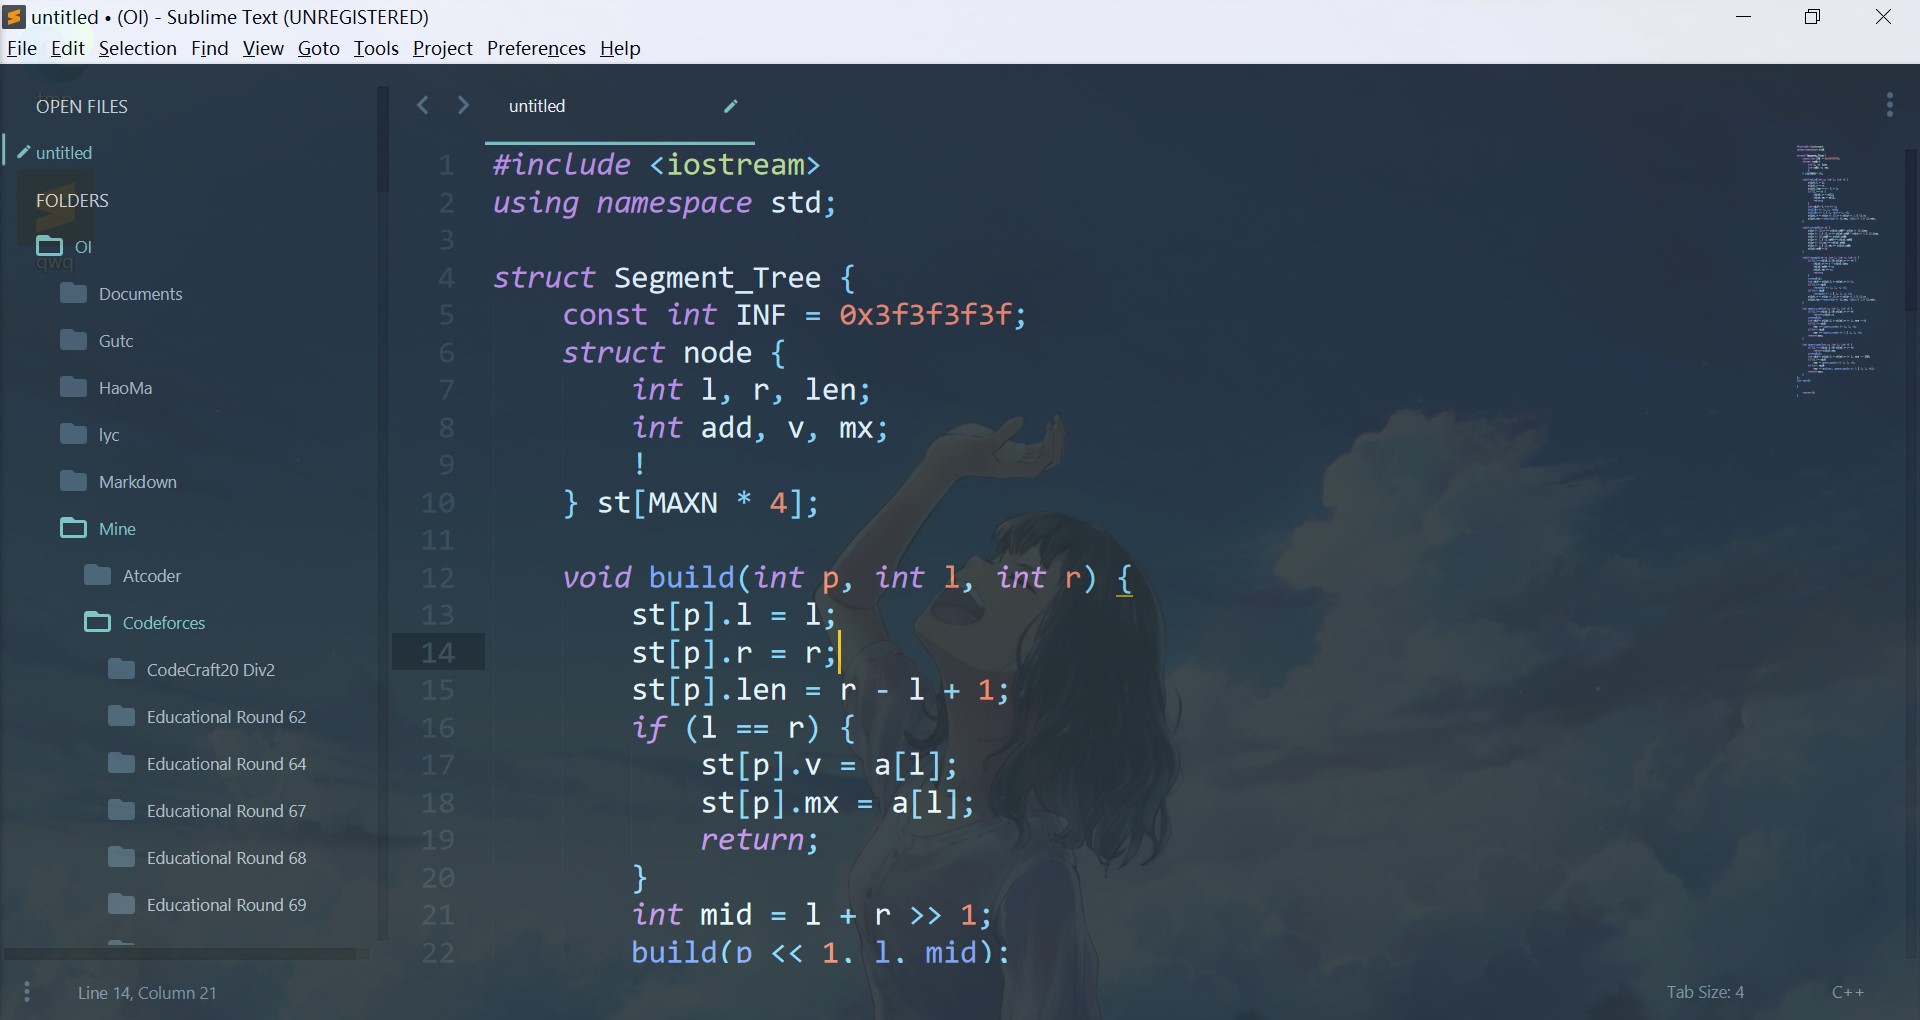 untitled • (OI) - Sublime Text (UNREGISTERED)
File Edit Selection Find View Goto Tools Project Preferences Help
OPEN FILES
untitled
FOLDERS
OI
qwq
Documents
Gutc
HaoMa
lyc
Markdown
Mine
Atcoder
Codeforces
CodeCraft20 Div2
Educational Round 62
Educational Round 64
Educational Round 67
Educational Round 68
Educational Round 69
untitled
1 #include <iostream>
2 using namespace std;
3
4 struct Segment_Tree {
5 const int INF = 0x3f3f3f3f;
6 struct node {
7 int l, r, len;
8 int add, v, mx;
9 !
10 } st[MAXN * 4];
11
12 void build(int p, int l, int r) {
13 st[p].l = l;
14 st[p].r = r;
15 st[p].len = r - l + 1;
16 if (l == r) {
17 st[p].v = a[l];
18 st[p].mx = a[l];
19 return;
20 }
21 int mid = l + r >> 1;
22 build(p << 1, l, mid);
Line 14, Column 21
Tab Size: 4
C++